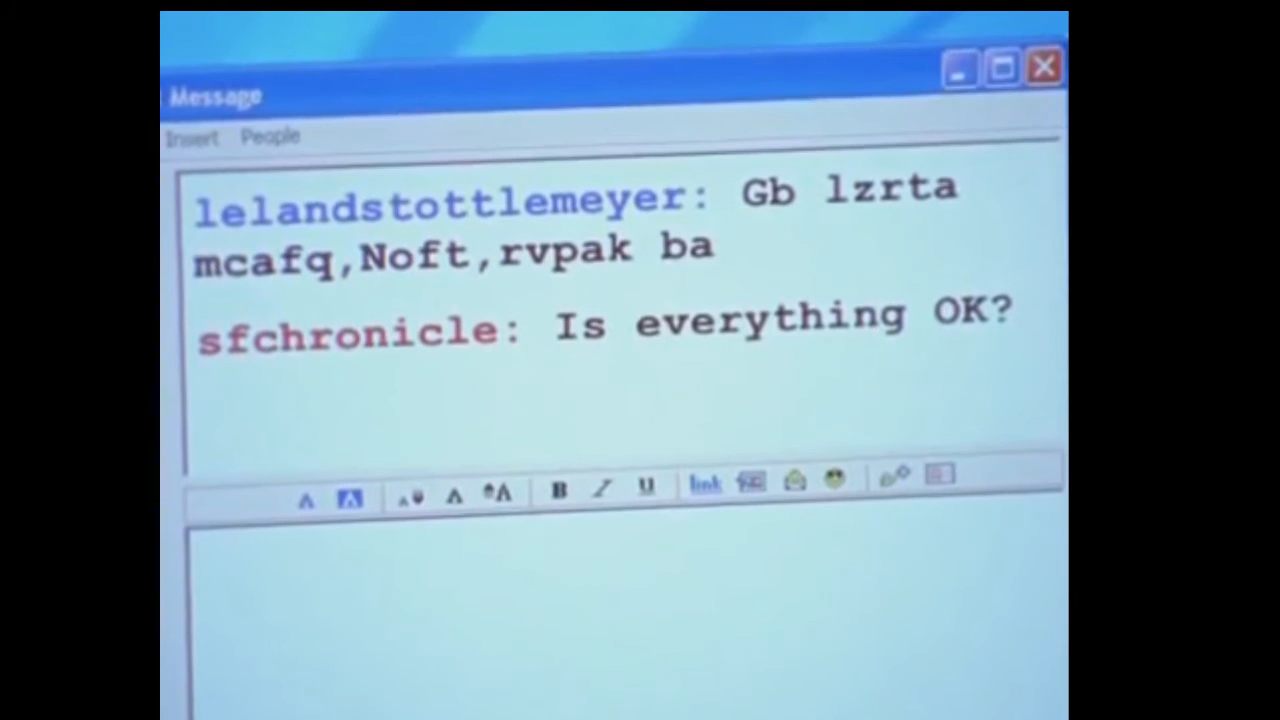 Message
Insert People
lelandstottlemeyer: Gb lzrta
mcafq,Noft,rvpak ba
sfchronicle: Is everything OK?
A A A A A B I U link